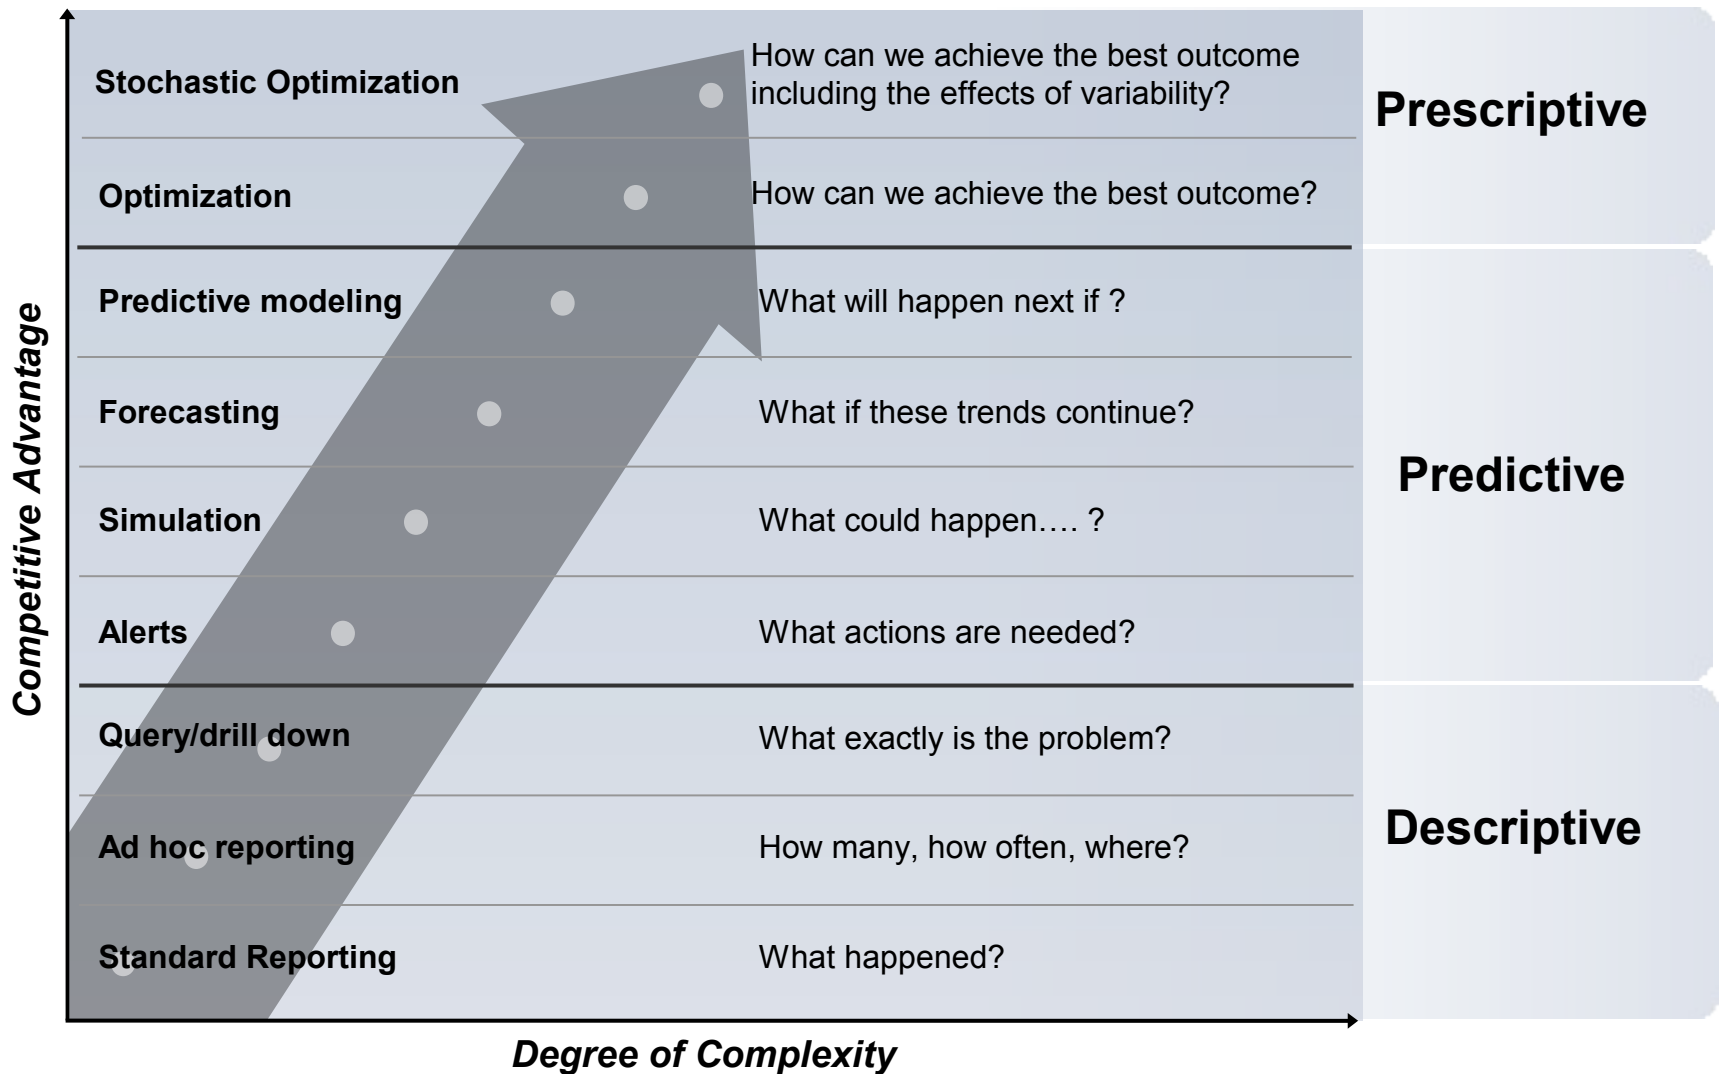 Stochastic Optimization
How can we achieve the best outcome
including the effects of variability?
Prescriptive
Optimization
How can we achieve the best outcome?
Predictive modeling
What will happen next if ?
Forecasting
What if these trends continue?
Predictive
Simulation
What could happen…. ?
Alerts
What actions are needed?
Query/drill down
What exactly is the problem?
Ad hoc reporting
How many, how often, where?
Descriptive
Standard Reporting
What happened?
Competitive Advantage
Degree of Complexity